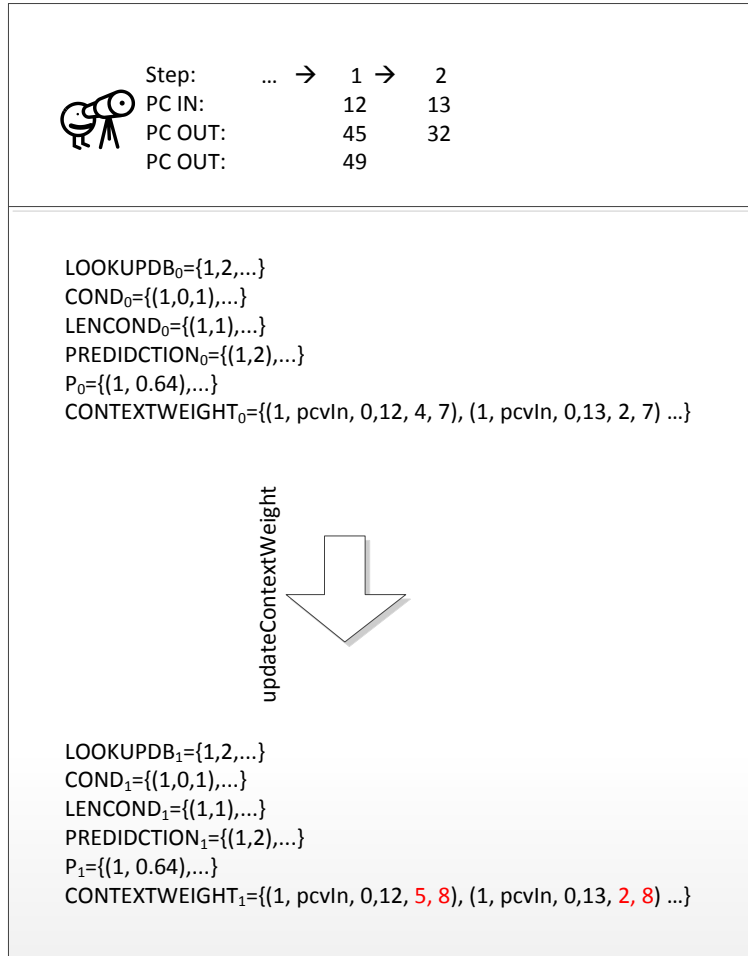 Step: ... → 1 → 2
PC IN: 12 13
PC OUT: 45 32
PC OUT: 49
LOOKUPDB₀={1,2,...}
COND₀={(1,0,1),...}
LENCOND₀={(1,1),...}
PREDIDCTION₀={(1,2),...}
P₀={(1, 0.64),...}
CONTEXTWEIGHT₀={(1, pcvIn, 0,12, 4, 7), (1, pcvIn, 0,13, 2, 7) ...}
updateContextWeight
LOOKUPDB₁={1,2,...}
COND₁={(1,0,1),...}
LENCOND₁={(1,1),...}
PREDIDCTION₁={(1,2),...}
P₁={(1, 0.64),...}
CONTEXTWEIGHT₁={(1, pcvIn, 0,12, 5, 8), (1, pcvIn, 0,13, 2, 8) ...}